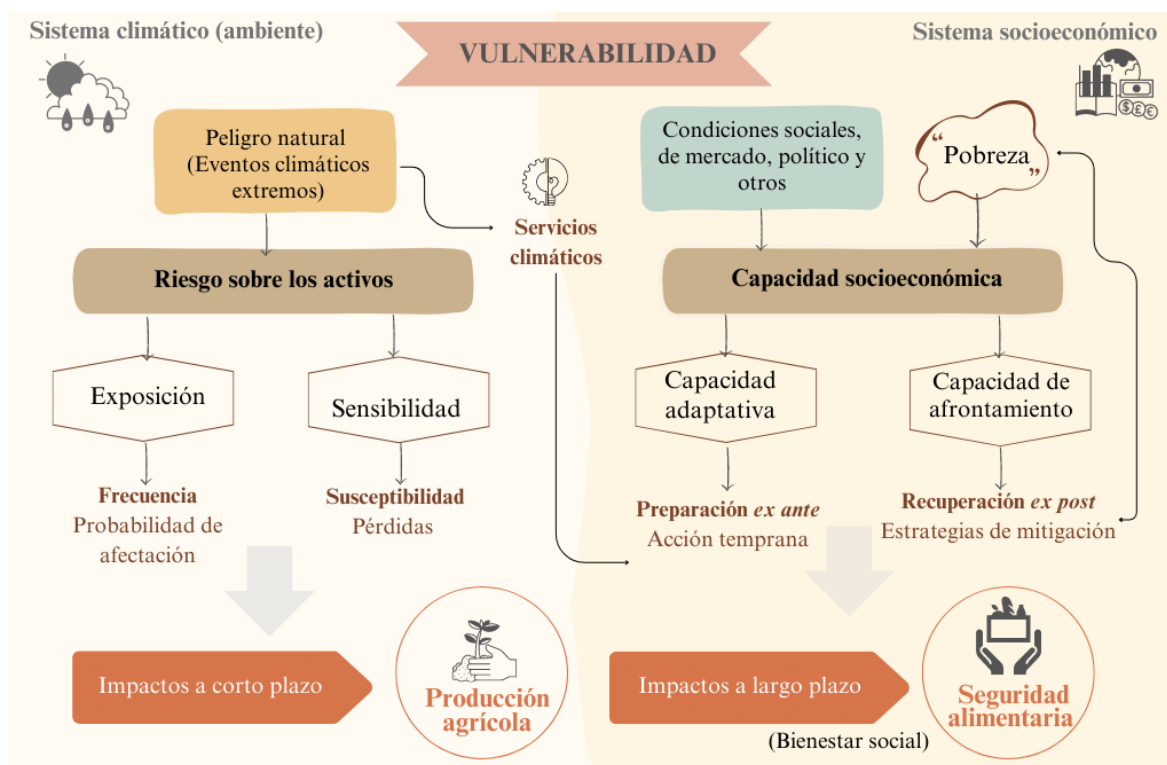 Sistema climático (ambiente)
VULNERABILIDAD
Sistema socioeconómico
Peligro natural
(Eventos climáticos
extremos)
Servicios
climáticos
Condiciones sociales,
de mercado, político y
otros
“Pobreza”
Riesgo sobre los activos
Capacidad socioeconómica
Exposición
Sensibilidad
Capacidad
adaptativa
Capacidad de
afrontamiento
Frecuencia
Probabilidad de
afectación
Susceptibilidad
Pérdidas
Preparación ex ante
Acción temprana
Recuperación ex post
Estrategias de mitigación
Impactos a corto plazo
Producción
agrícola
Impactos a largo plazo
(Bienestar social)
Seguridad
alimentaria